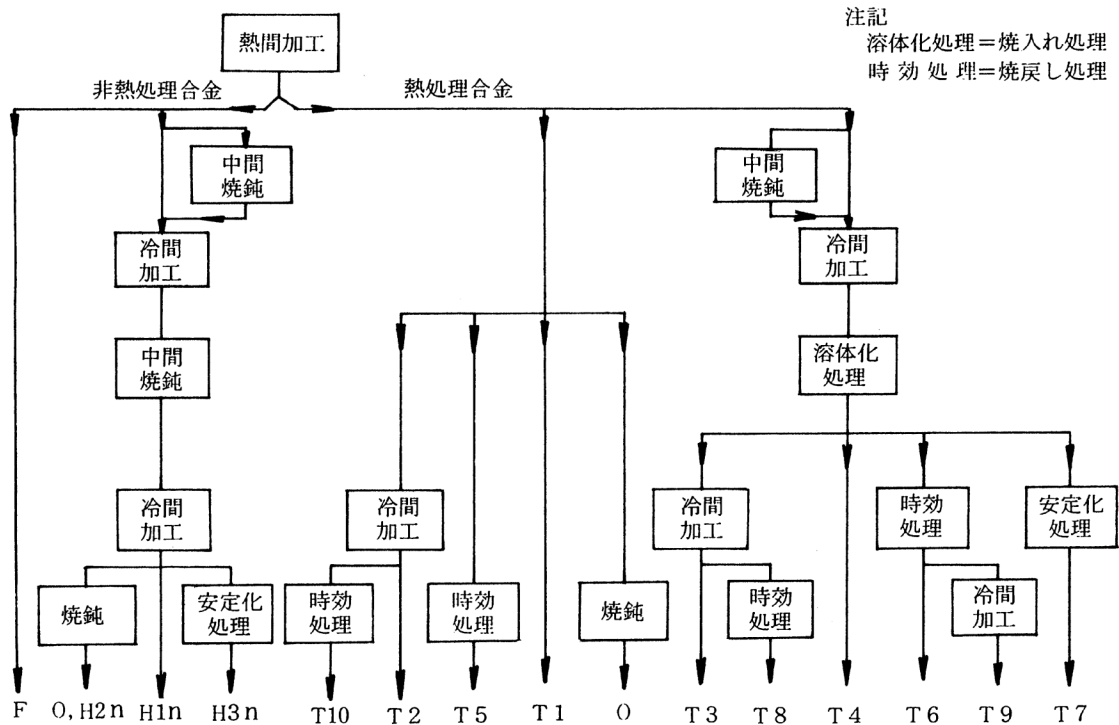 注記
溶体化処理＝焼入れ処理
時効処理＝焼戻し処理
熱間加工
非熱処理合金
熱処理合金
中間
焼鈍
中間
焼鈍
冷間
加工
冷間
加工
中間
焼鈍
溶体化
処理
冷間
加工
冷間
加工
冷間
加工
時効
処理
安定化
処理
焼鈍
安定化
処理
時効
処理
時効
処理
焼鈍
時効
処理
冷間
加工
F O, H2n H1n H3n T10 T2 T5 T1 O T3 T8 T4 T6 T9 T7